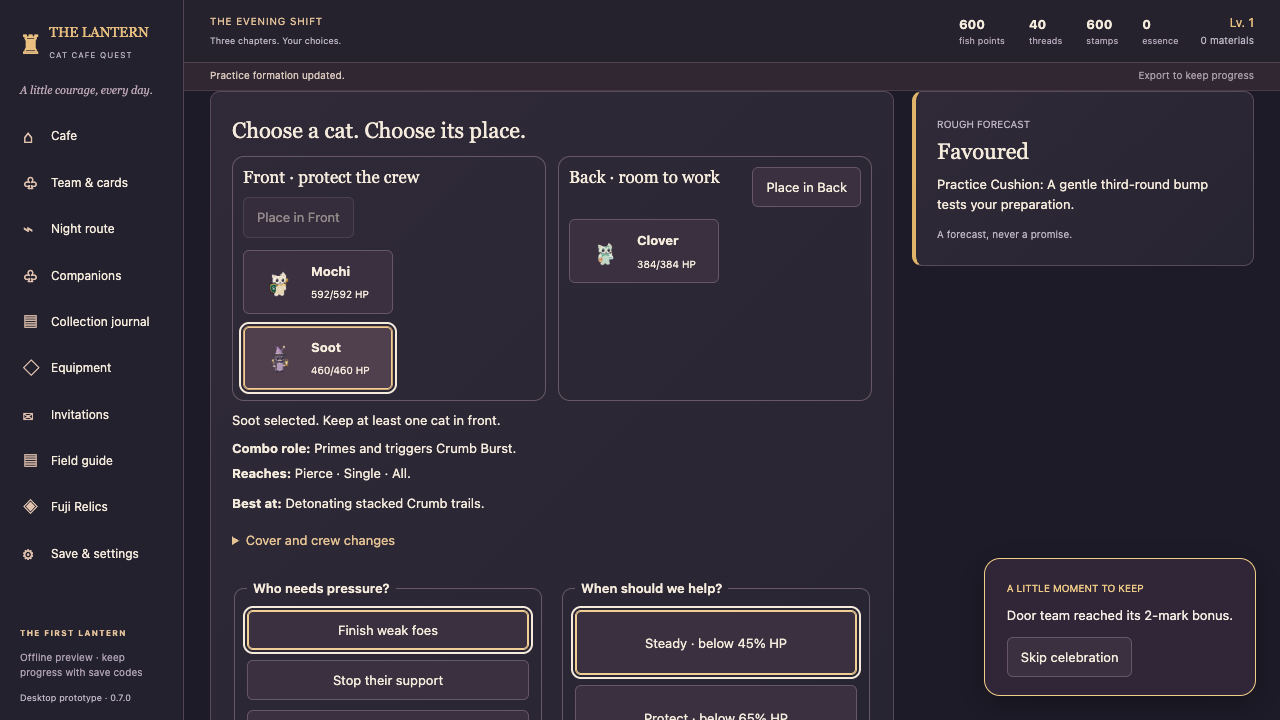 THE LANTERN
CAT CAFE QUEST
A little courage, every day.
Cafe
Team & cards
Night route
Companions
Collection journal
Equipment
Invitations
Field guide
Fuji Relics
Save & settings
THE FIRST LANTERN
Offline preview · keep
progress with save codes
Desktop prototype · 0.7.0
THE EVENING SHIFT
Three chapters. Your choices.
600
fish points
40
threads
600
stamps
0
essence
Lv. 1
0 materials
Practice formation updated.
Export to keep progress
Choose a cat. Choose its place.
Front · protect the crew
Place in Front
Mochi
592/592 HP
Soot
460/460 HP
Back · room to work
Place in Back
Clover
384/384 HP
Soot selected. Keep at least one cat in front.
Combo role: Primes and triggers Crumb Burst.
Reaches: Pierce · Single · All.
Best at: Detonating stacked Crumb trails.
Cover and crew changes
Who needs pressure?
Finish weak foes
Stop their support
When should we help?
Steady · below 45% HP
Protect · below 65% HP
ROUGH FORECAST
Favoured
Practice Cushion: A gentle third-round bump
tests your preparation.
A forecast, never a promise.
A LITTLE MOMENT TO KEEP
Door team reached its 2-mark bonus.
Skip celebration